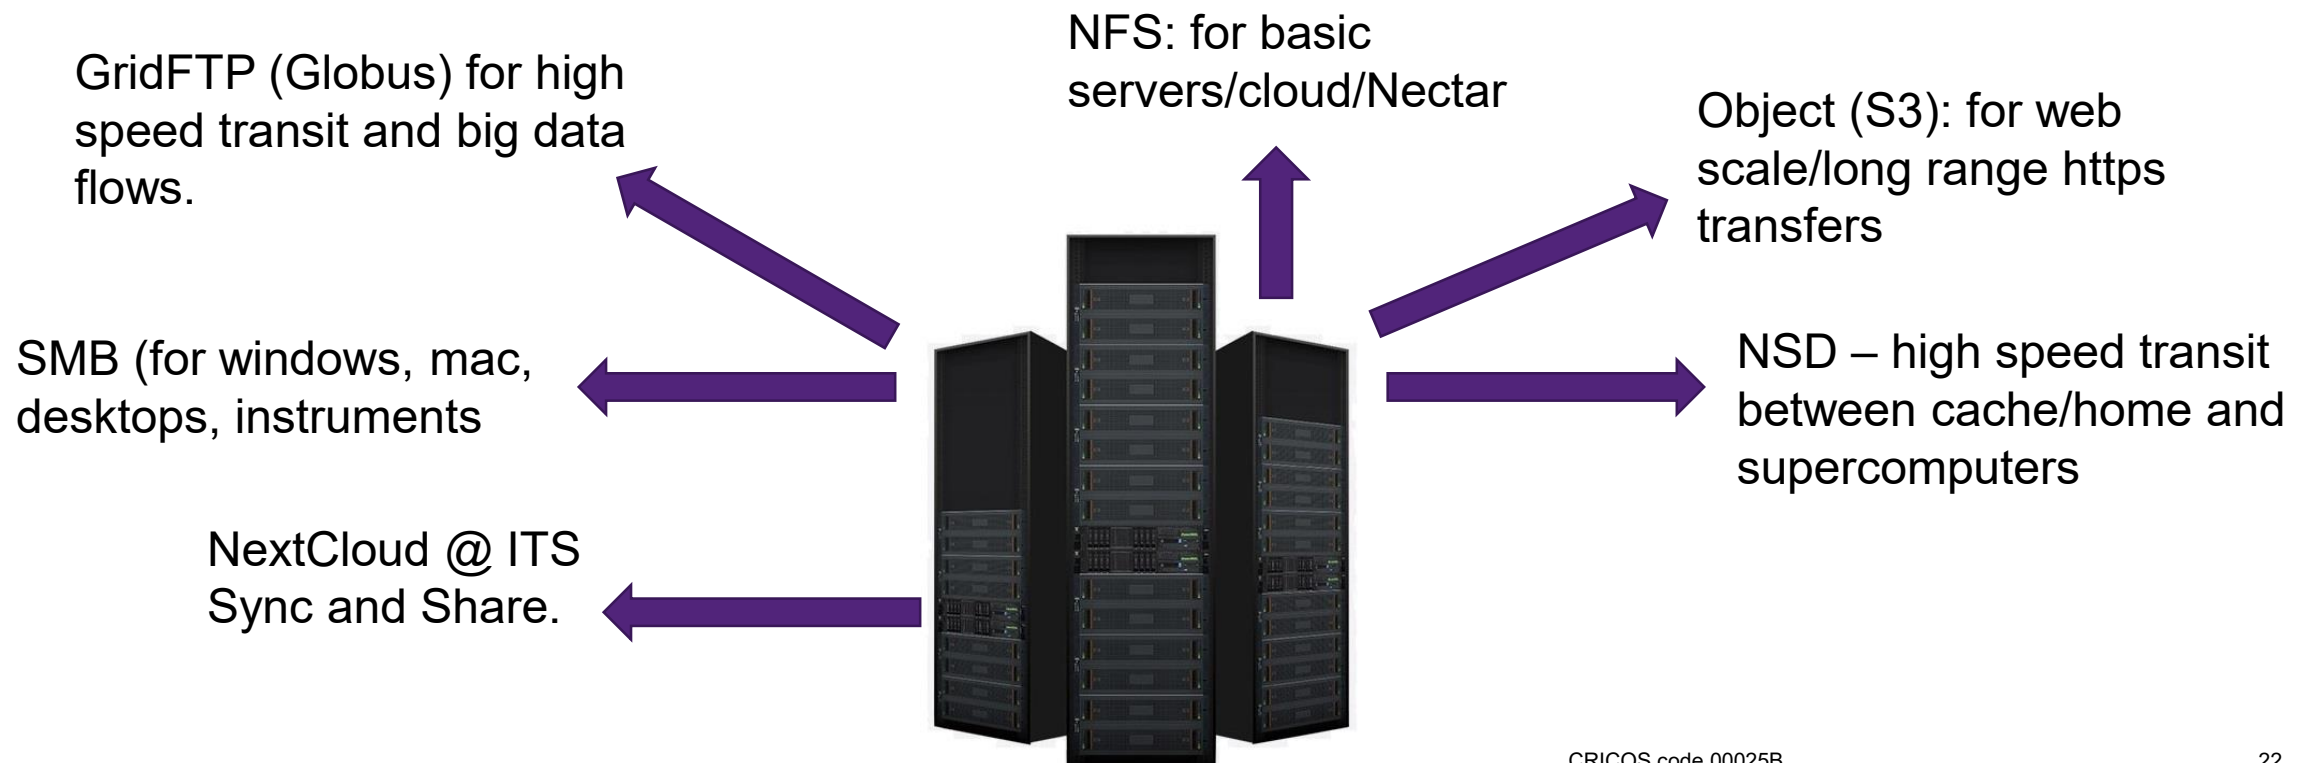 GridFTP (Globus) for high
speed transit and big data
flows.
NFS: for basic
servers/cloud/Nectar
Object (S3): for web
scale/long range https
transfers
SMB (for windows, mac,
desktops, instruments
NSD – high speed transit
between cache/home and
supercomputers
NextCloud @ ITS
Sync and Share.
CRICOS code 00025B
22